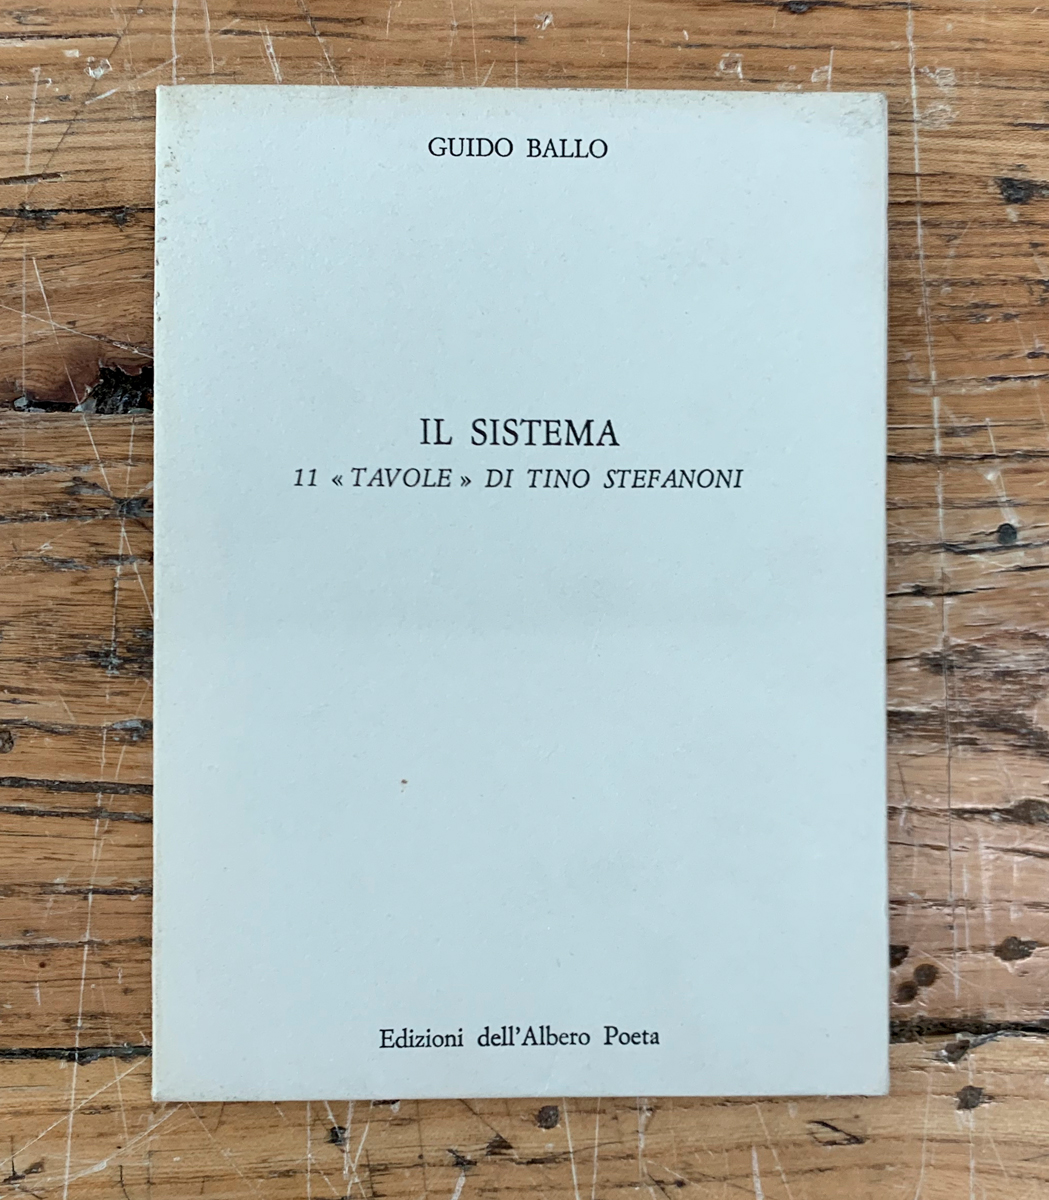 GUIDO BALLO
IL SISTEMA
11 « TAVOLE » DI TINO STEFANONI
Edizioni dell'Albero Poeta